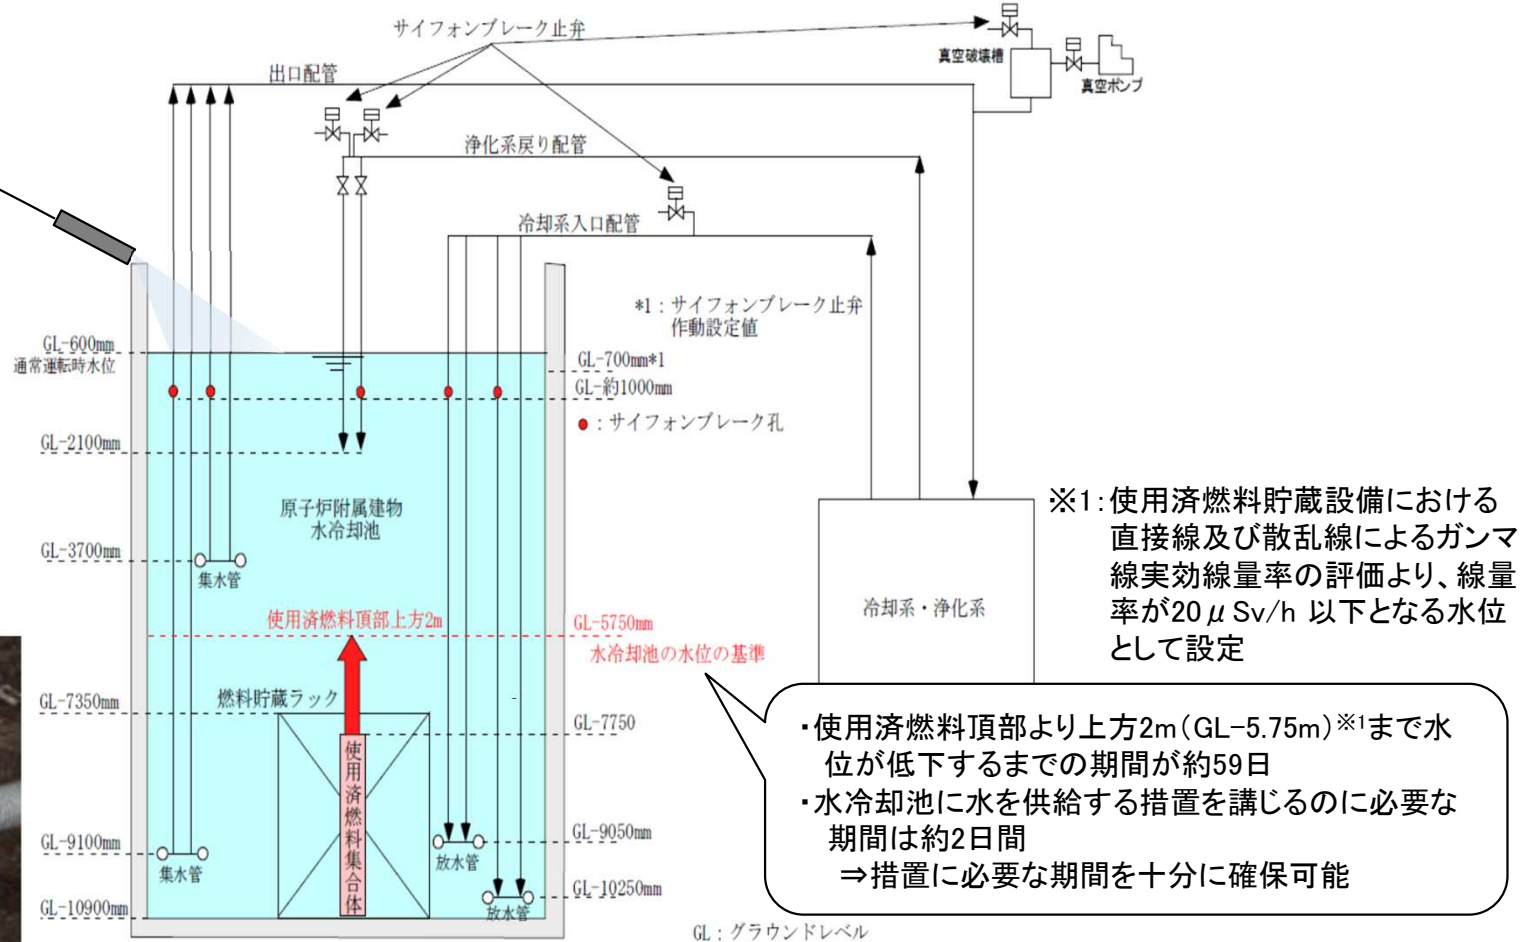 サイフォンブレーク止弁
真空破壊槽
真空ポンプ
出口配管
浄化系戻り配管
冷却系入口配管
*1：サイフォンブレーク止弁
作動設定値
GL-600mm
通常運転時水位
GL-700mm*1
GL-約1000mm
：サイフォンブレーク孔
GL-2100mm
原子炉附属建物
水冷却池
GL-3700mm
集水管
使用済燃料頂部上方2m
GL-5750mm
水冷却池の水位の基準
冷却系・浄化系
※1：使用済燃料貯蔵設備における
直接線及び散乱線によるガンマ
線実効線量率の評価より、線量
率が20μSv/h 以下となる水位
として設定
GL-7350mm
燃料貯蔵ラック
GL-7750
使用済燃料集合体
・使用済燃料頂部より上方2m(GL-5.75m)※1まで水
位が低下するまでの期間が約59日
・水冷却池に水を供給する措置を講じるのに必要な
期間は約2日間
⇒措置に必要な期間を十分に確保可能
GL-9100mm
集水管
GL-9050mm
放水管
GL-10250mm
放水管
GL-10900mm
GL：グラウンドレベル